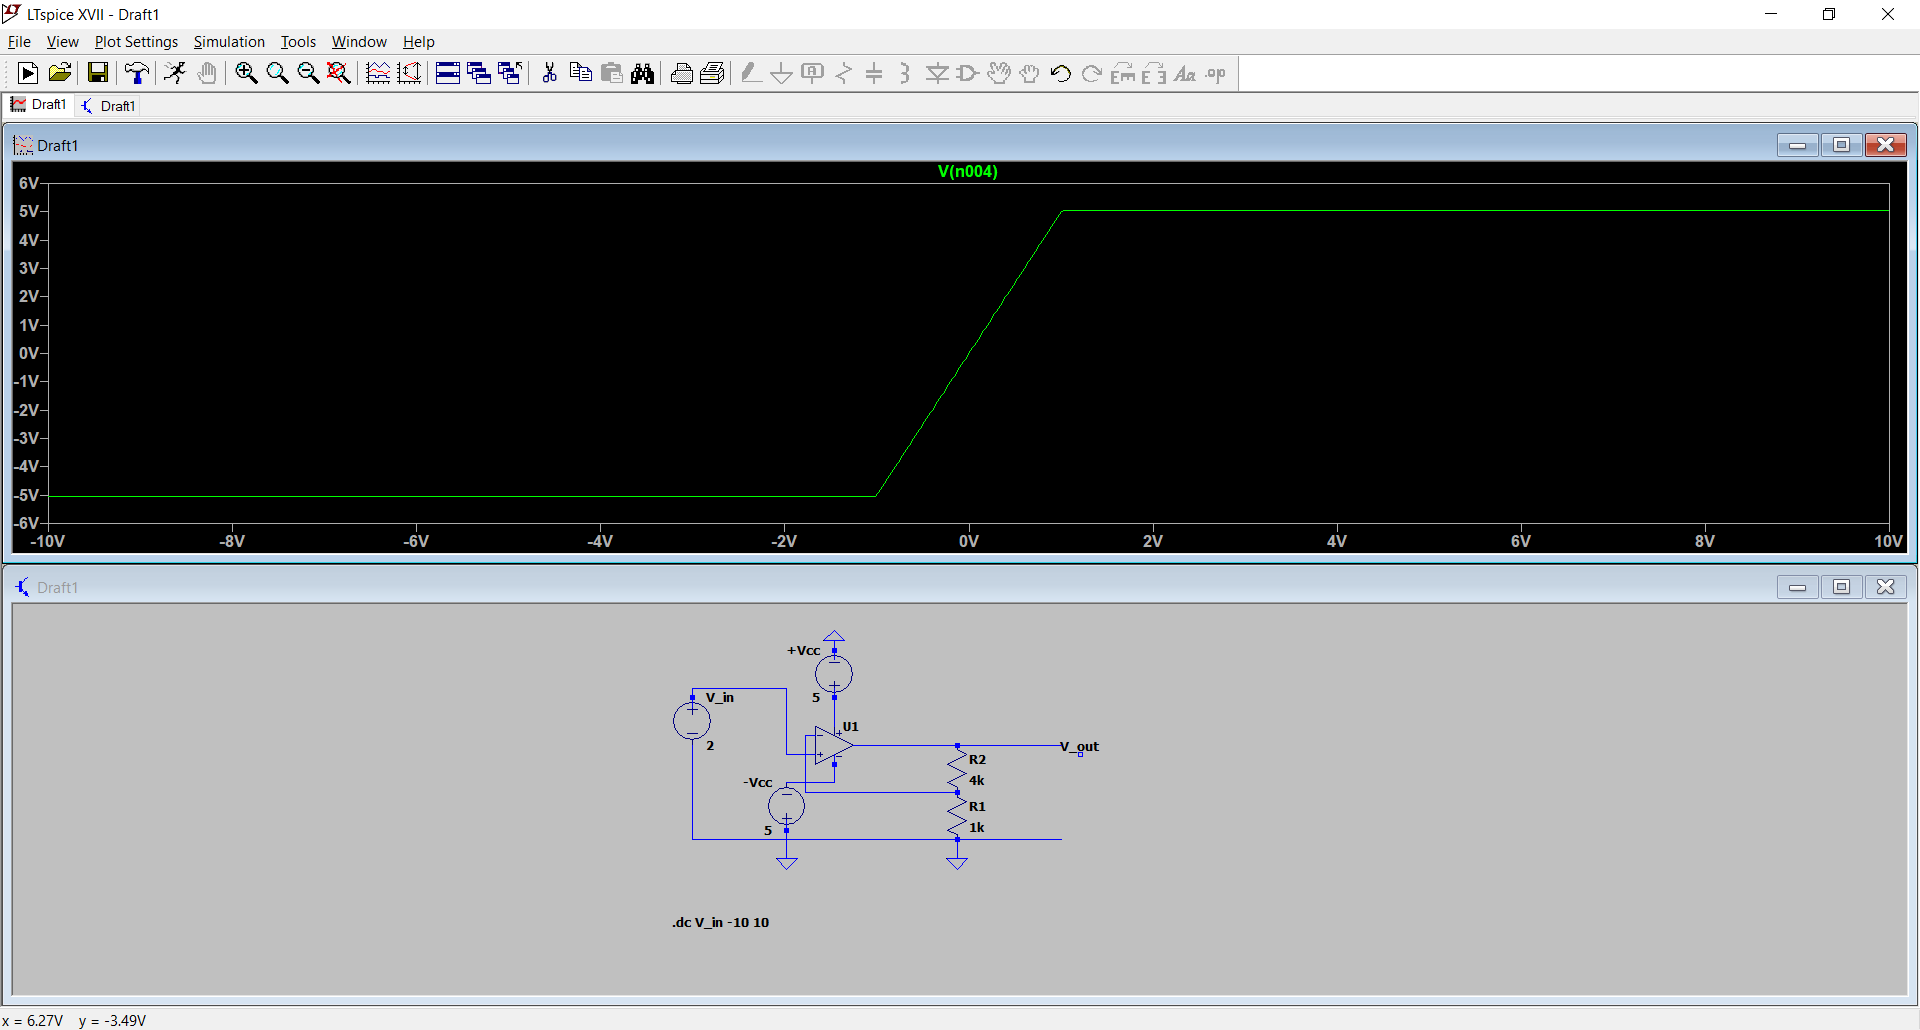 LTspice XVII - Draft1
File View Plot Settings Simulation Tools Window Help
Draft1 Draft1
Draft1
V(n004)
6V
5V
4V
3V
2V
1V
0V
-1V
-2V
-3V
-4V
-5V
-6V
-10V -8V -6V -4V -2V 0V 2V 4V 6V 8V 10V
Draft1
+Vcc
5
V_in
2
U1
V_out
R2
4k
-Vcc
5
R1
1k
.dc V_in -10 10
x = 6.27V y = -3.49V